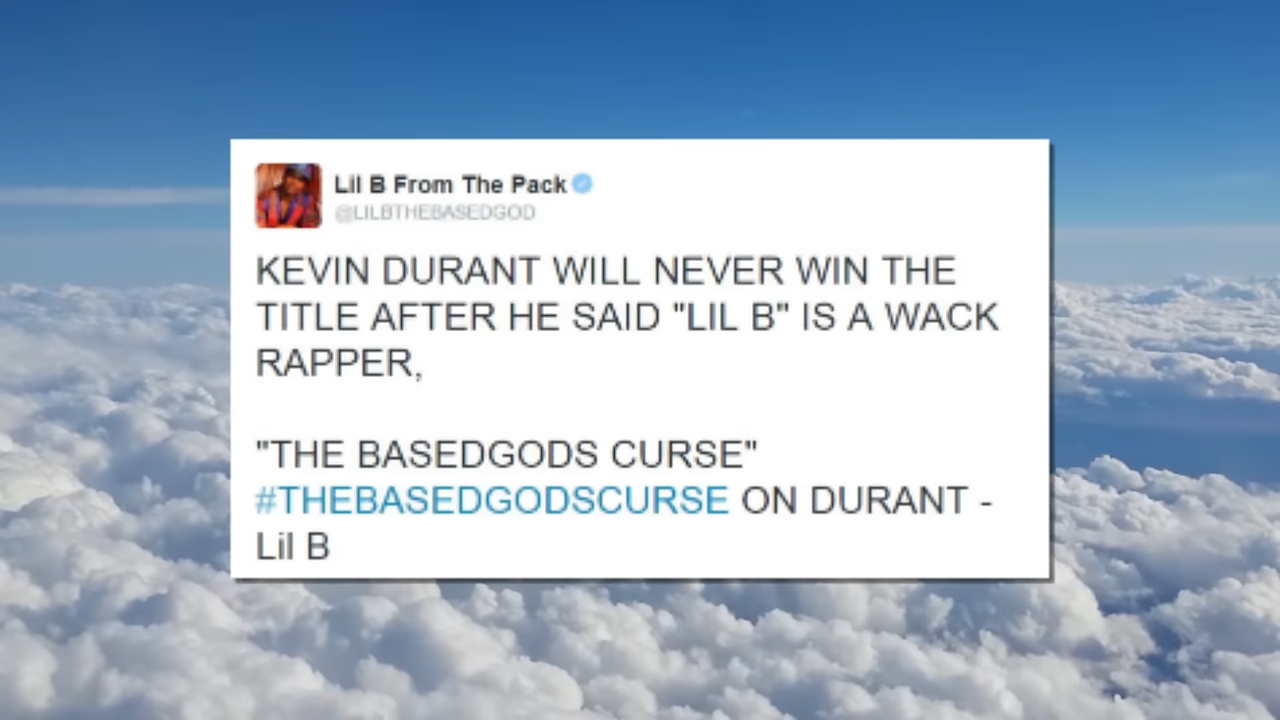 Lil B From The Pack
@LILBTHEBASEDGOD
KEVIN DURANT WILL NEVER WIN THE
TITLE AFTER HE SAID "LIL B" IS A WACK
RAPPER,
"THE BASEDGODS CURSE"
#THEBASEDGODSCURSE ON DURANT -
Lil B